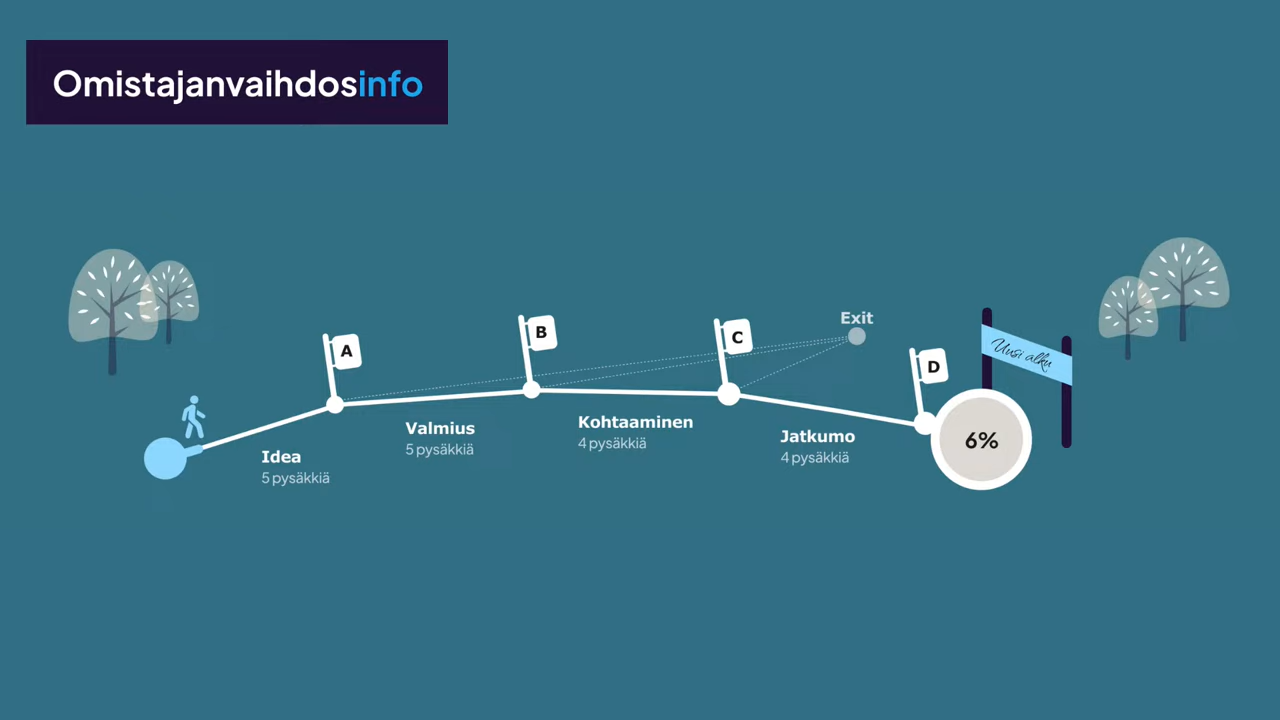 Omistajanvaihdosinfo
A
B
C
Exit
D
Uusi alku
Idea
5 pysäkkiä
Valmius
5 pysäkkiä
Kohtaaminen
4 pysäkkiä
Jatkumo
4 pysäkkiä
6%